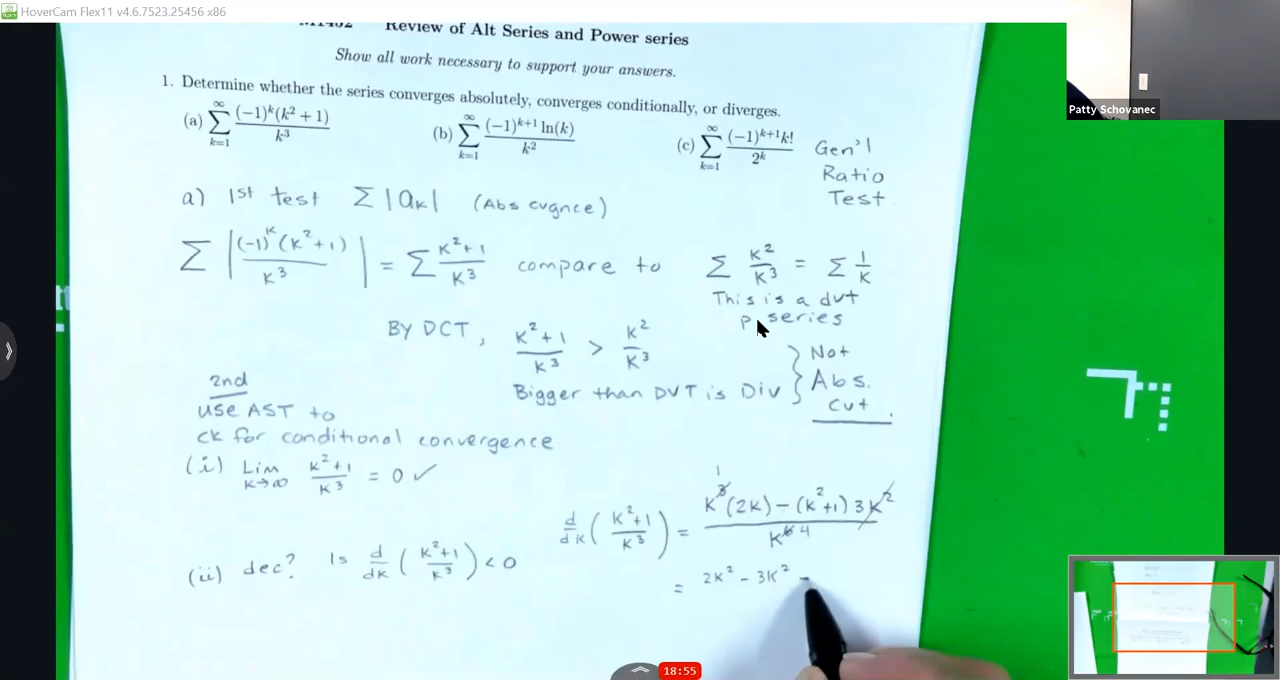 HoverCam Flex11 v4.6.7523.25456 x86
Review of Alt Series and Power series
Show all work necessary to support your answers.
Patty Schovanec
1. Determine whether the series converges absolutely, converges conditionally, or diverges.
(a) ∑_{k=1}^{∞} (-1)^k(k² + 1) / k³ (b) ∑_{k=1}^{∞} (-1)^{k+1} ln(k) / k² (c) ∑_{k=1}^{∞} (-1)^{k+1}k! / 2^k
Gen'l
Ratio
Test
a) 1st test Σ |a_k| (Abs cvgnce)
Σ | (-1)^k (k²+1) / k³ | = Σ k²+1 / k³ compare to Σ k² / k³ = Σ 1/k
This is a dvt
p series
BY DCT, k²+1 / k³ > k² / k³
Bigger than DVT is Div } Not
Abs.
cvt.
2nd
use AST to
ck for conditional convergence
(i) Lim k→∞ k²+1 / k³ = 0 ✓
(ii) dec? Is d/dk ( k²+1 / k³ ) < 0
d/dk ( k²+1 / k³ ) = k³ 1 (2k) - (k²+1) 3k² / k⁶ 4
= 2k² - 3k² -
18:55